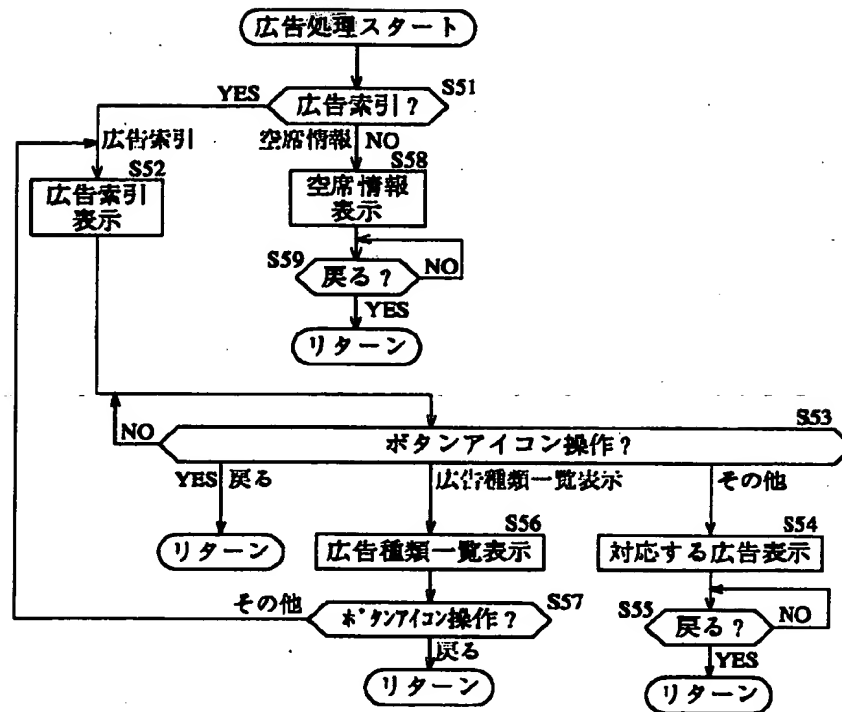 広告処理スタート
S51
YES
広告索引?
広告索引
空席情報
NO
S52
S58
広告索引
表示
空席情報
表示
S59
戻る?
NO
YES
リターン
S53
NO
ボタンアイコン操作?
YES
戻る
広告種類一覧表示
その他
S56
S54
リターン
広告種類一覧表示
対応する広告表示
その他
S57
ボタンアイコン操作?
S55
戻る?
NO
戻る
YES
リターン
リターン